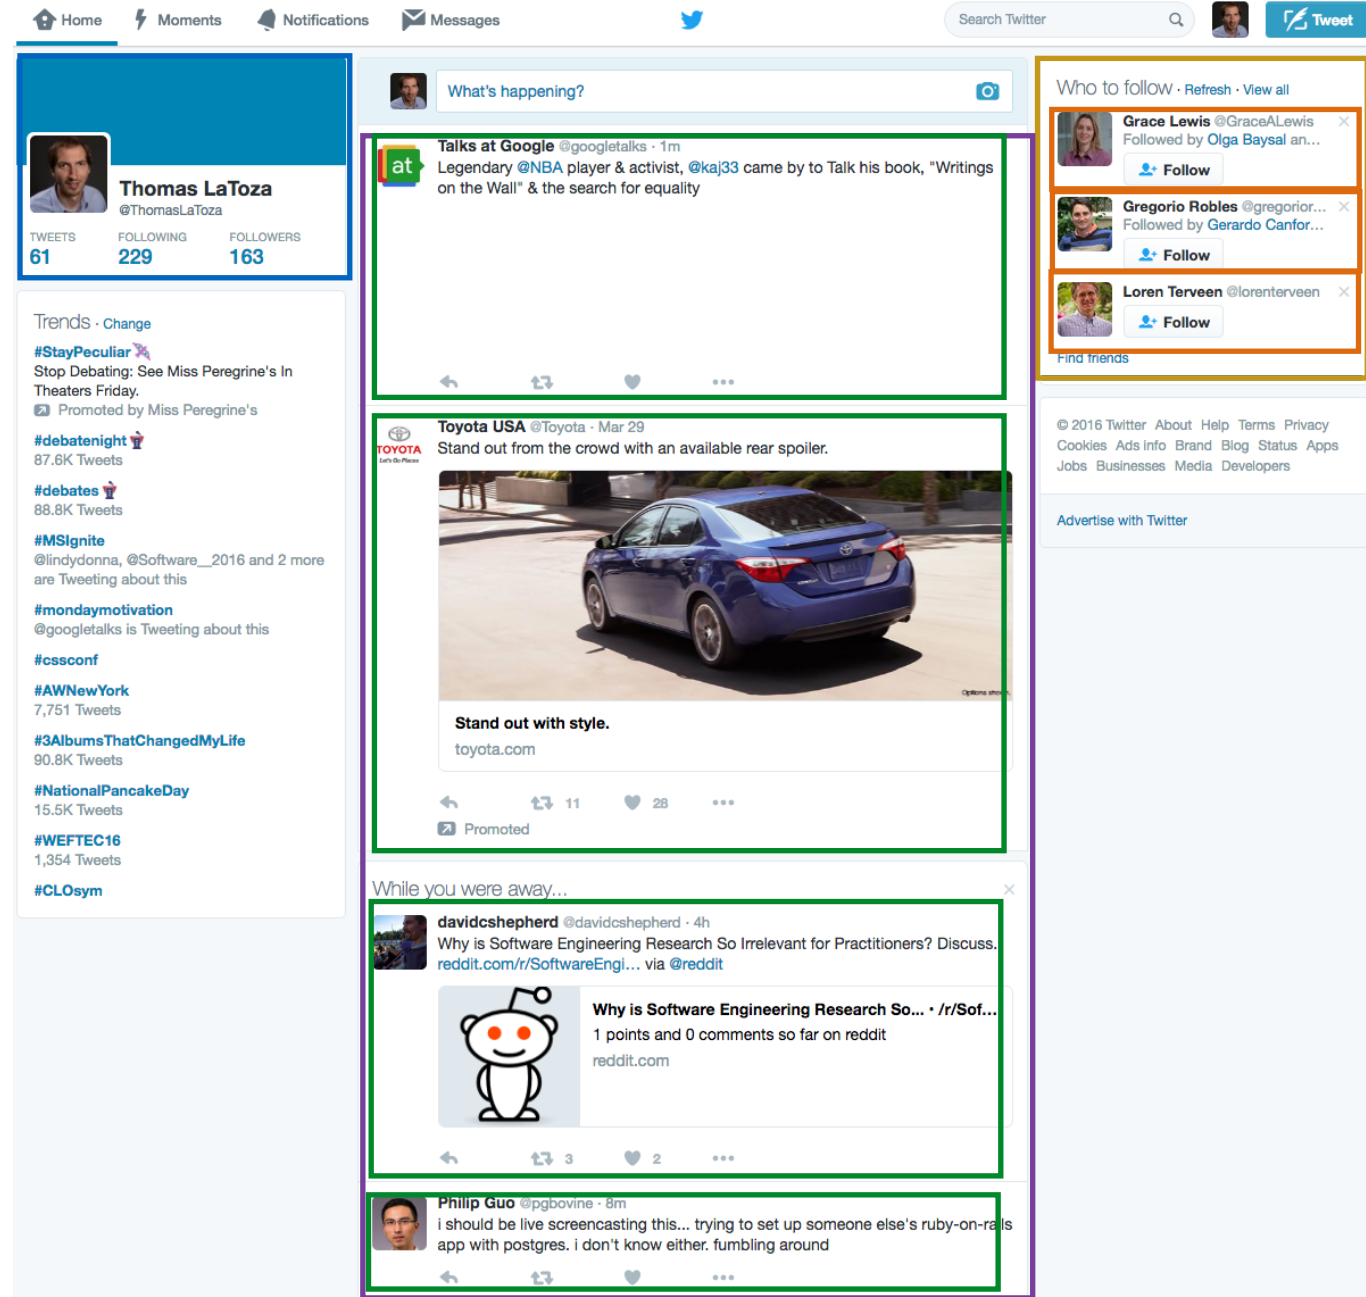 Home Moments Notifications Messages Search Twitter Tweet
Thomas LaToza
@ThomasLaToza
TWEETS FOLLOWING FOLLOWERS
61 229 163
Trends · Change
#StayPeculiar
Stop Debating: See Miss Peregrine's In
Theaters Friday.
Promoted by Miss Peregrine's
#debatenight
87.6K Tweets
#debates
88.8K Tweets
#MSIgnite
@lindydonna, @Software__2016 and 2 more
are Tweeting about this
#mondaymotivation
@googletalks is Tweeting about this
#cssconf
#AWNewYork
7,751 Tweets
#3AlbumsThatChangedMyLife
90.8K Tweets
#NationalPancakeDay
15.5K Tweets
#WEFTEC16
1,354 Tweets
#CLOsym
What's happening?
at
Talks at Google @googletalks · 1m
Legendary @NBA player & activist, @kaj33 came by to Talk his book, "Writings
on the Wall" & the search for equality
TOYOTA
Let's Go Places
Toyota USA @Toyota · Mar 29
Stand out from the crowd with an available rear spoiler.
Options shown.
Stand out with style.
toyota.com
11 28
Promoted
While you were away...
davidcshepherd @davidcshepherd · 4h
Why is Software Engineering Research So Irrelevant for Practitioners? Discuss.
reddit.com/r/SoftwareEngi... via @reddit
Why is Software Engineering Research So... · /r/Sof...
1 points and 0 comments so far on reddit
reddit.com
3 2
Philip Guo @pgbovine · 8m
i should be live screencasting this... trying to set up someone else's ruby-on-rails
app with postgres. i don't know either. fumbling around
Who to follow · Refresh · View all
Grace Lewis @GraceALewis
Followed by Olga Baysal an...
Follow
Gregorio Robles @gregorior...
Followed by Gerardo Canfor...
Follow
Loren Terveen @lorenterveen
Follow
Find friends
© 2016 Twitter About Help Terms Privacy
Cookies Ads info Brand Blog Status Apps
Jobs Businesses Media Developers
Advertise with Twitter